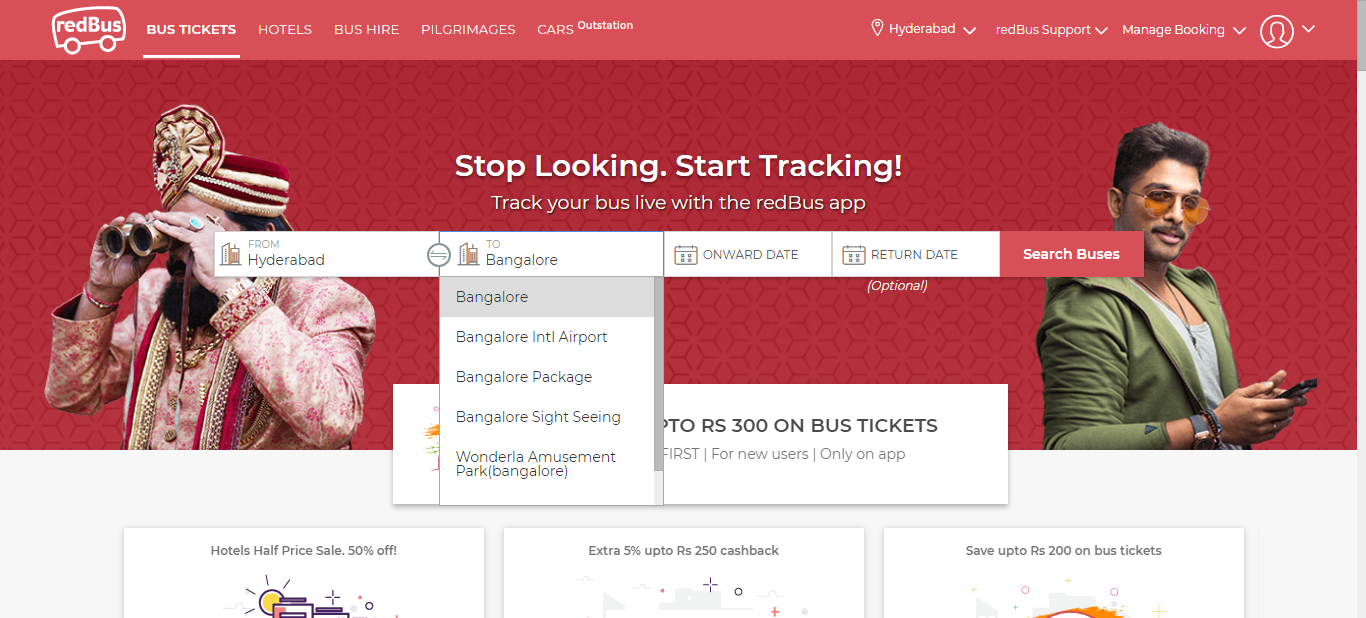 redBus
BUS TICKETS HOTELS BUS HIRE PILGRIMAGES CARS Outstation Hyderabad redBus Support Manage Booking
Stop Looking. Start Tracking!
Track your bus live with the redBus app
FROM
Hyderabad
TO
Bangalore
ONWARD DATE
RETURN DATE
Search Buses
(Optional)
Bangalore
Bangalore Intl Airport
Bangalore Package
Bangalore Sight Seeing
Wonderla Amusement
Park(bangalore)
PTO RS 300 ON BUS TICKETS
FIRST | For new users | Only on app
Hotels Half Price Sale. 50% off!
Extra 5% upto Rs 250 cashback
Save upto Rs 200 on bus tickets